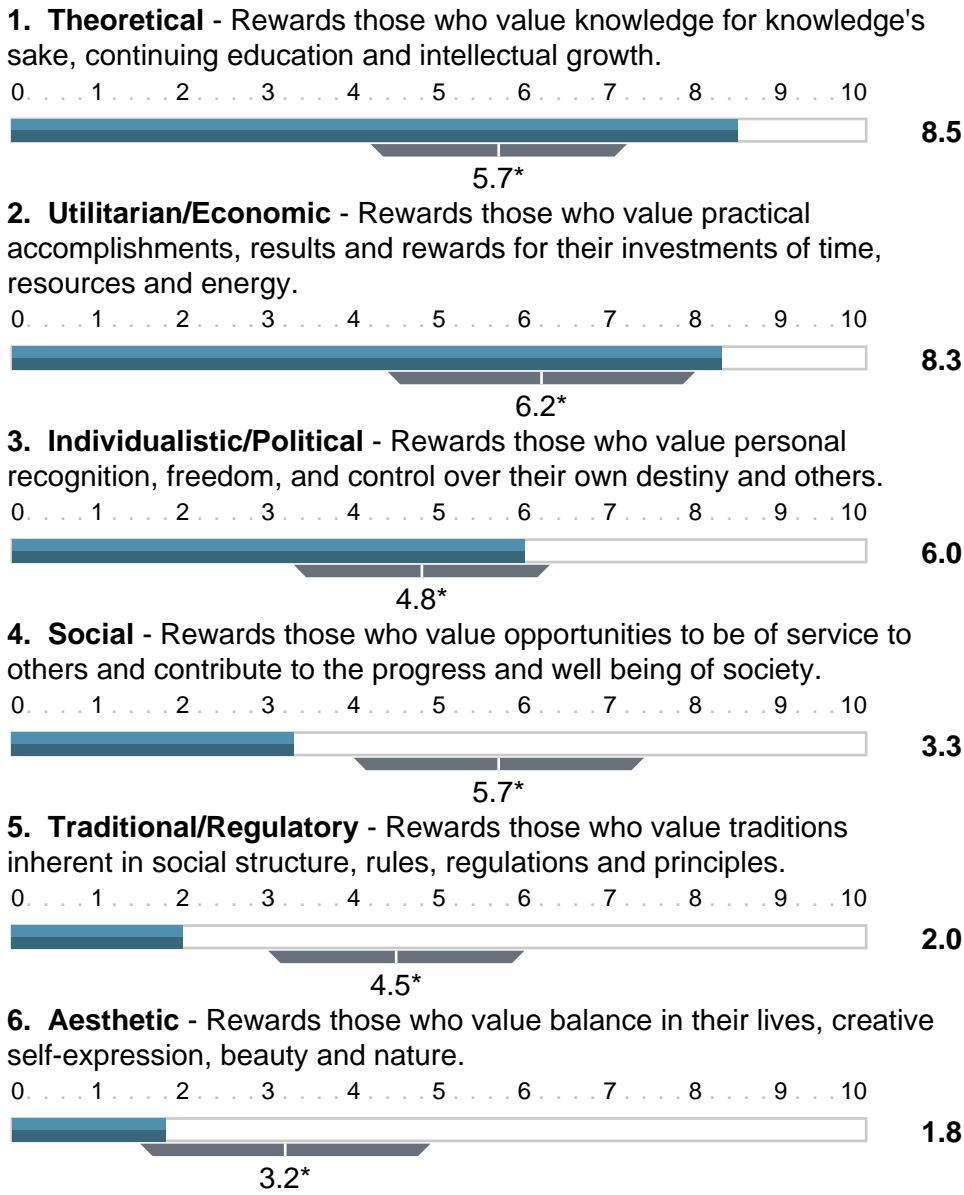 1. Theoretical - Rewards those who value knowledge for knowledge's
sake, continuing education and intellectual growth.
0. . . . 1 . . . . 2 . . . . 3 . . . . 4 . . . . 5 . . . . 6 . . . . 7 . . . . 8 . . . . 9 . . . 10
8.5
5.7*
2. Utilitarian/Economic - Rewards those who value practical
accomplishments, results and rewards for their investments of time,
resources and energy.
0. . . . 1 . . . . 2 . . . . 3 . . . . 4 . . . . 5 . . . . 6 . . . . 7 . . . . 8 . . . . 9 . . . 10
8.3
6.2*
3. Individualistic/Political - Rewards those who value personal
recognition, freedom, and control over their own destiny and others.
0. . . . 1 . . . . 2 . . . . 3 . . . . 4 . . . . 5 . . . . 6 . . . . 7 . . . . 8 . . . . 9 . . . 10
6.0
4.8*
4. Social - Rewards those who value opportunities to be of service to
others and contribute to the progress and well being of society.
0. . . . 1 . . . . 2 . . . . 3 . . . . 4 . . . . 5 . . . . 6 . . . . 7 . . . . 8 . . . . 9 . . . 10
3.3
5.7*
5. Traditional/Regulatory - Rewards those who value traditions
inherent in social structure, rules, regulations and principles.
0. . . . 1 . . . . 2 . . . . 3 . . . . 4 . . . . 5 . . . . 6 . . . . 7 . . . . 8 . . . . 9 . . . 10
2.0
4.5*
6. Aesthetic - Rewards those who value balance in their lives, creative
self-expression, beauty and nature.
0. . . . 1 . . . . 2 . . . . 3 . . . . 4 . . . . 5 . . . . 6 . . . . 7 . . . . 8 . . . . 9 . . . 10
1.8
3.2*